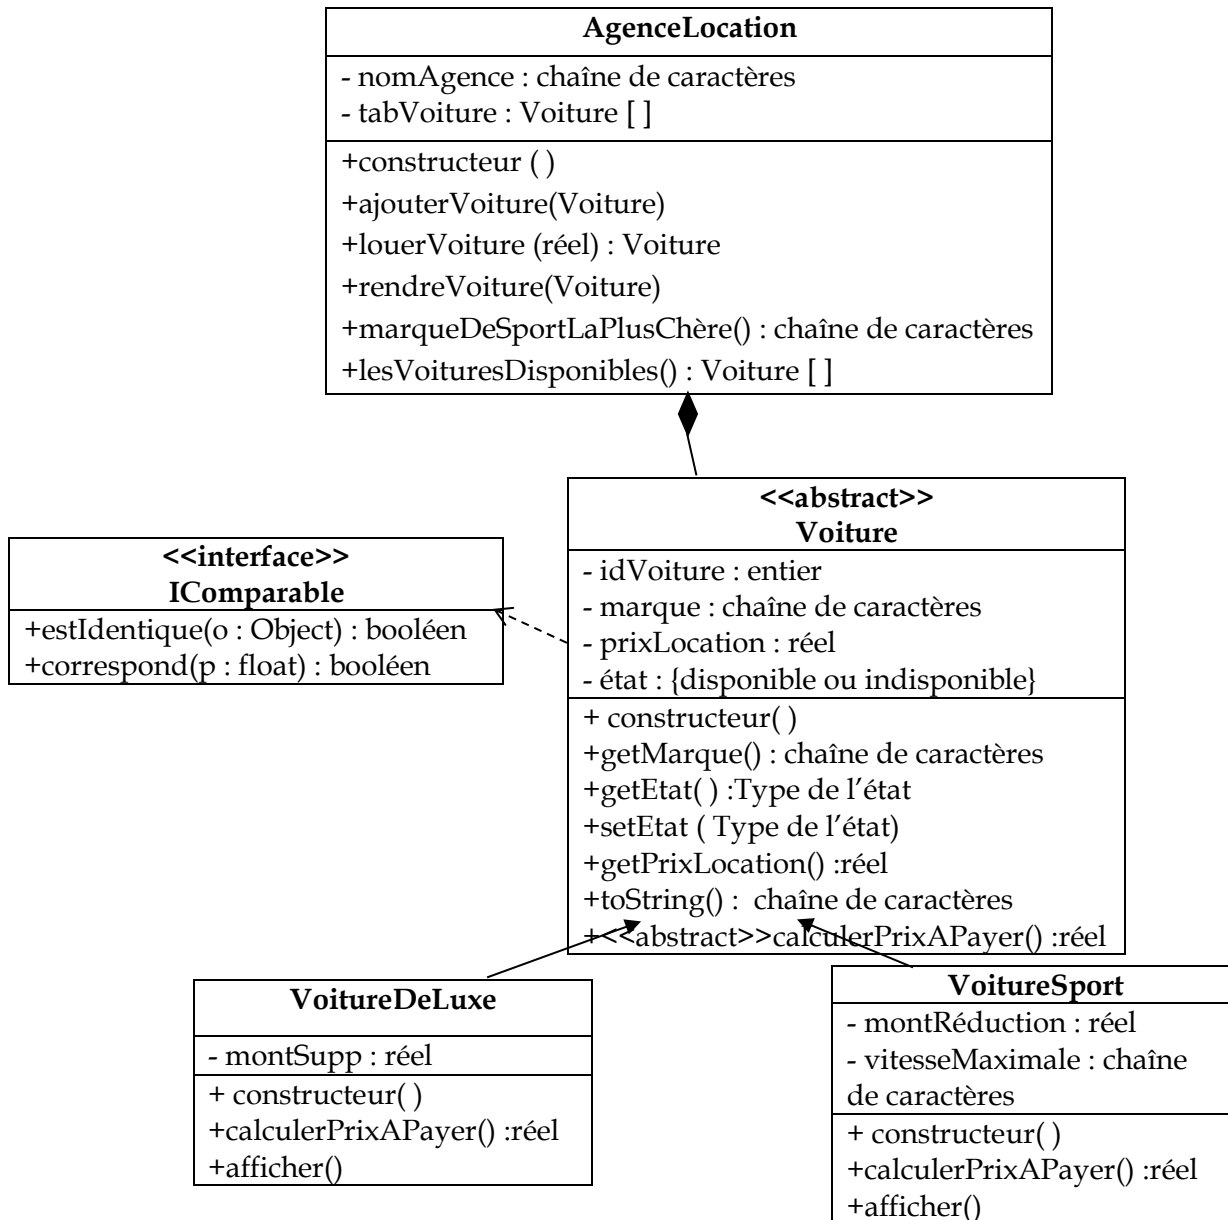 AgenceLocation
- nomAgence : chaîne de caractères
- tabVoiture : Voiture [ ]
+constructeur ( )
+ajouterVoiture(Voiture)
+louerVoiture (réel) : Voiture
+rendreVoiture(Voiture)
+marqueDeSportLaPlusChère() : chaîne de caractères
+lesVoituresDisponibles() : Voiture [ ]
<<interface>>
IComparable
+estIdentique(o : Object) : booléen
+correspond(p : float) : booléen
<<abstract>>
Voiture
- idVoiture : entier
- marque : chaîne de caractères
- prixLocation : réel
- état : {disponible ou indisponible}
+ constructeur( )
+getMarque() : chaîne de caractères
+getEtat( ) :Type de l’état
+setEtat ( Type de l’état)
+getPrixLocation() :réel
+toString() : chaîne de caractères
+<<abstract>>calculerPrixAPayer() :réel
VoitureDeLuxe
- montSupp : réel
+ constructeur( )
+calculerPrixAPayer() :réel
+afficher()
VoitureSport
- montRéduction : réel
- vitesseMaximale : chaîne
de caractères
+ constructeur( )
+calculerPrixAPayer() :réel
+afficher()